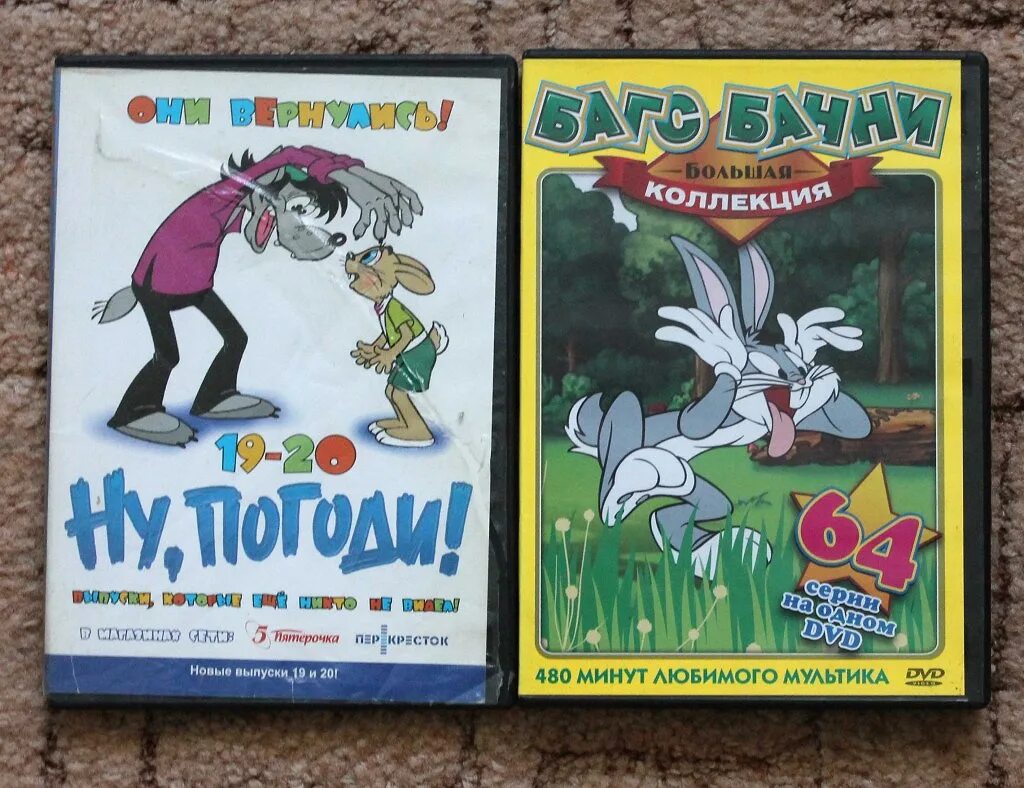 ОНИ ВЕРНУЛИСЬ!
19-20
Ну, погоди!
ВЫПУСКИ, КОТОРЫЕ ЕЩЁ НИКТО НЕ ВИДЕЛ!
В МАГАЗИНАХ СЕТИ: 5 Пятёрочка ПЕРЕКРЕСТОК
Новые выпуски 19 и 20!
БАГС БАННИ
БОЛЬШАЯ
КОЛЛЕКЦИЯ
64
серии
на одном
DVD
480 МИНУТ ЛЮБИМОГО МУЛЬТИКА
DVD
VIDEO